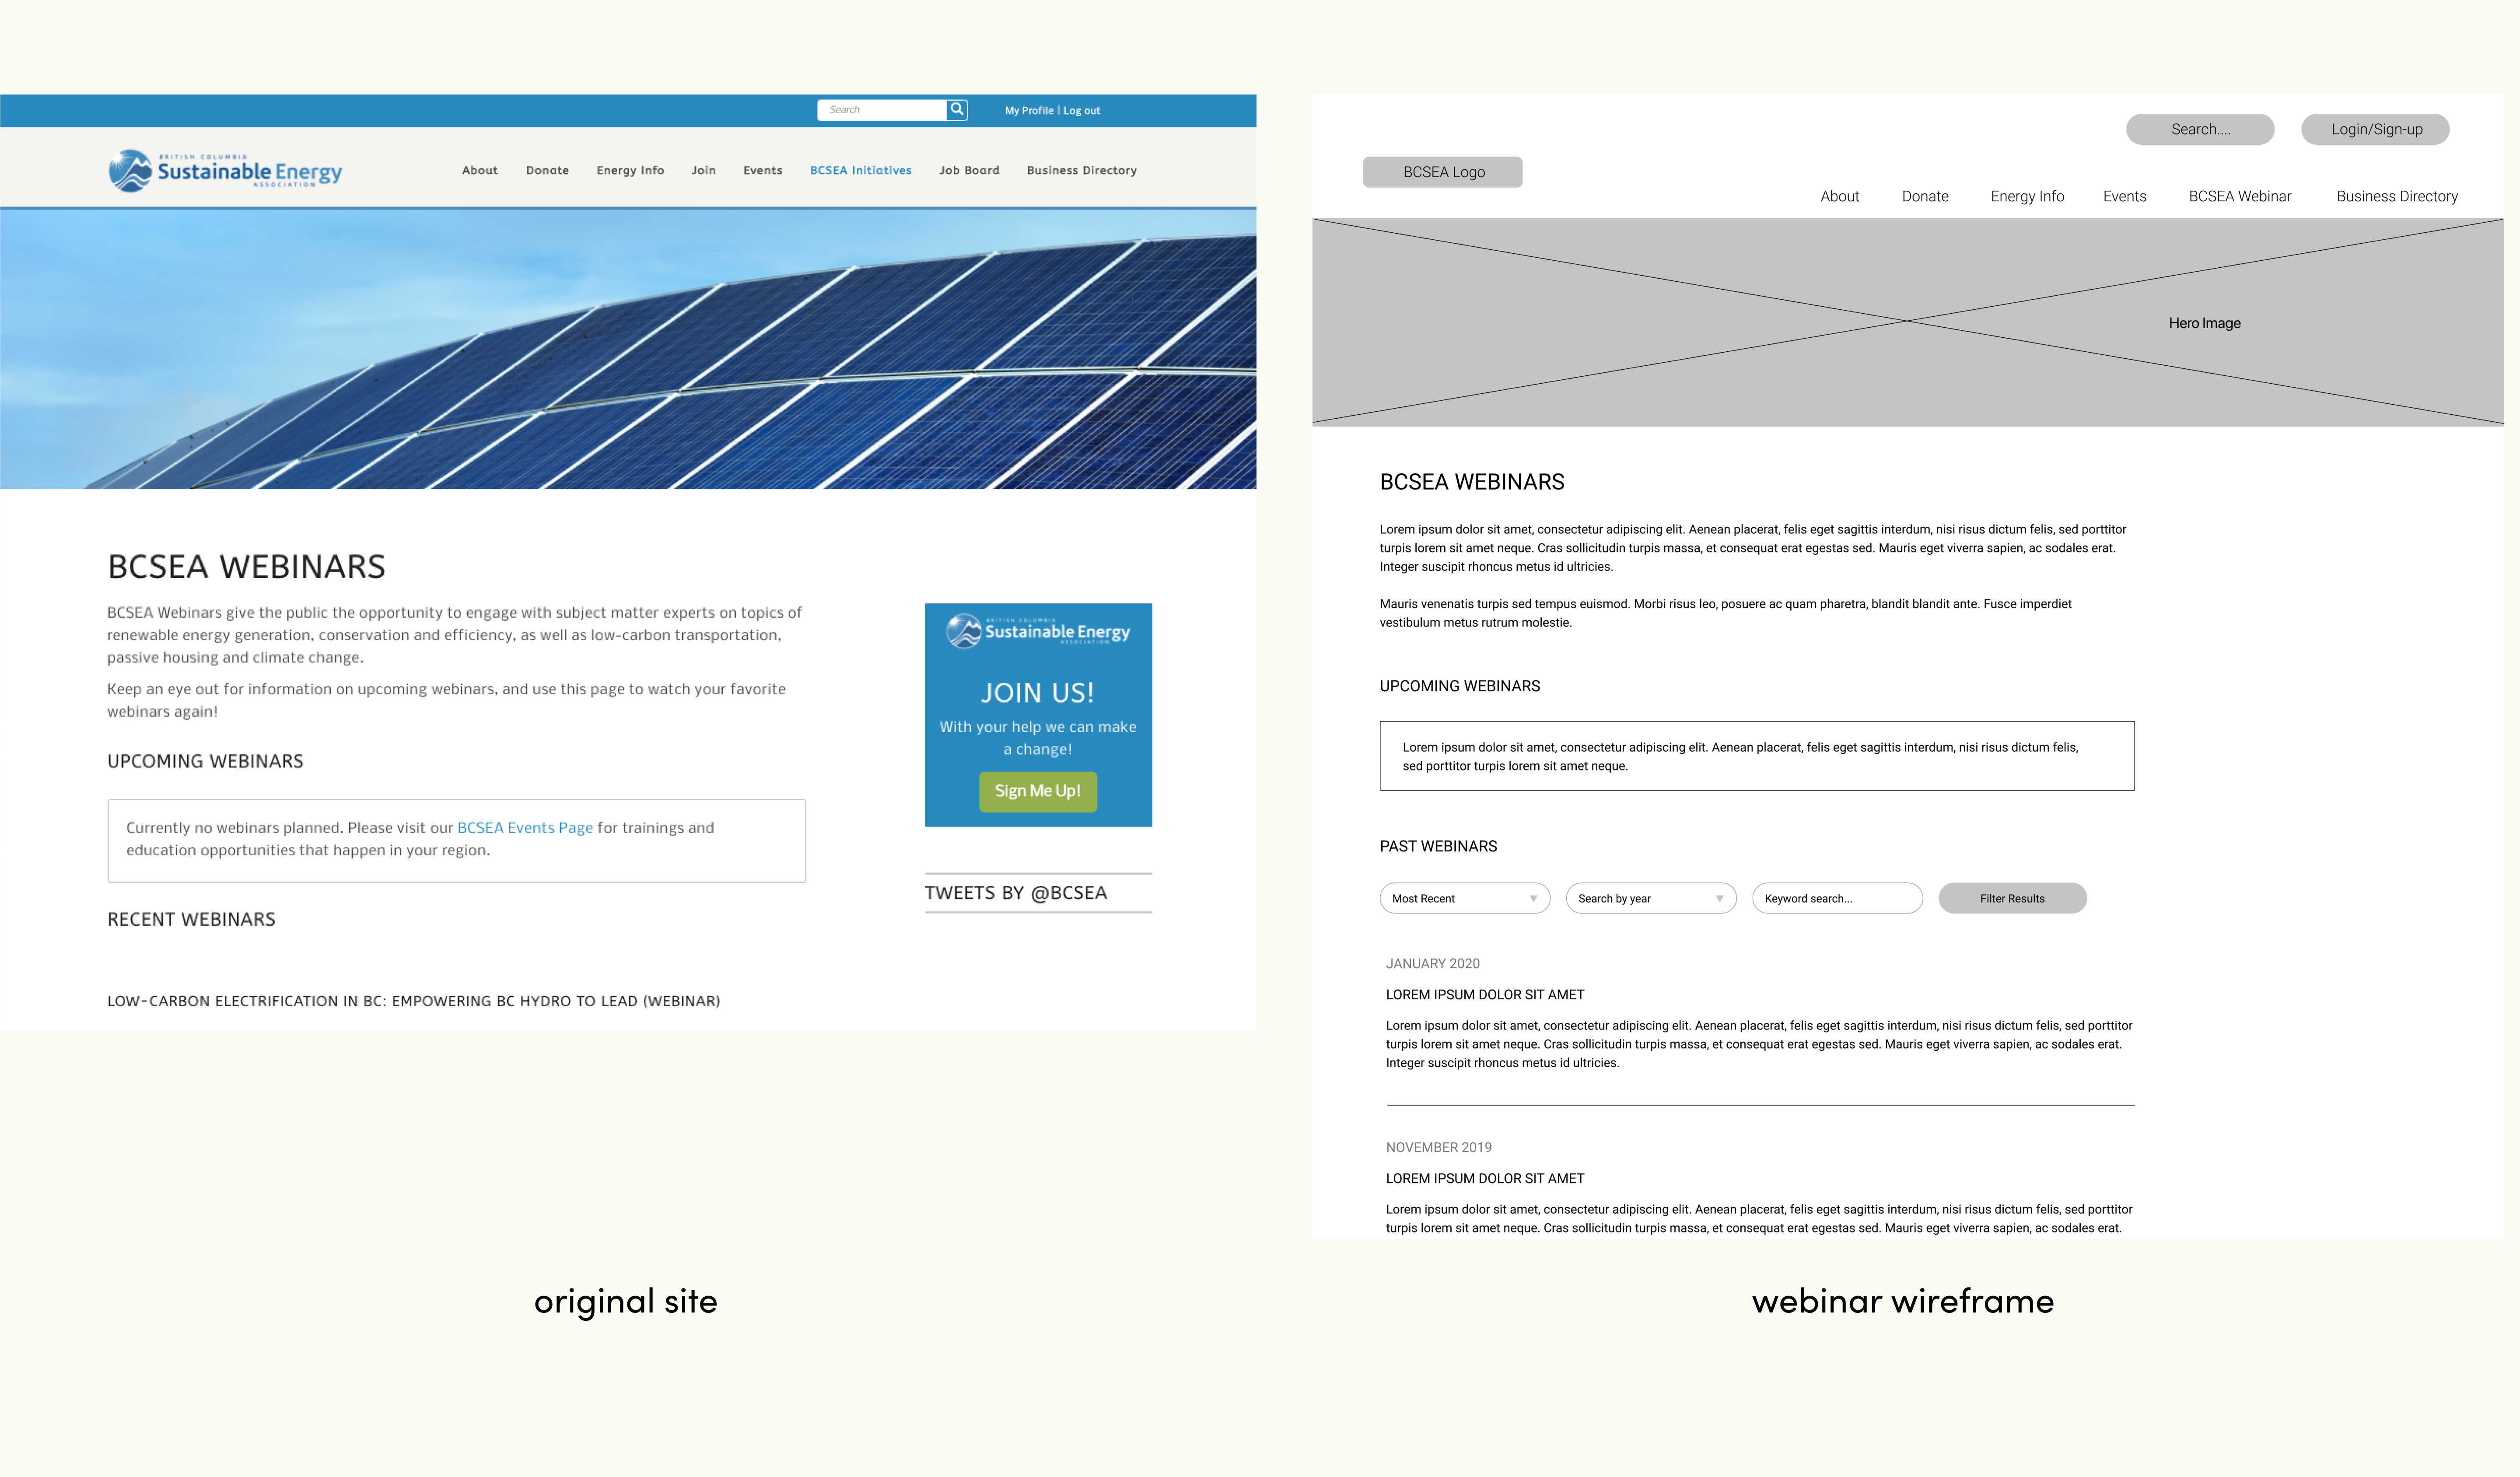 Search
My Profile | Log out
BRITISH COLUMBIA
Sustainable Energy
ASSOCIATION
About Donate Energy Info Join Events BCSEA Initiatives Job Board Business Directory
BCSEA WEBINARS
BCSEA Webinars give the public the opportunity to engage with subject matter experts on topics of
renewable energy generation, conservation and efficiency, as well as low-carbon transportation,
passive housing and climate change.
Keep an eye out for information on upcoming webinars, and use this page to watch your favorite
webinars again!
UPCOMING WEBINARS
Currently no webinars planned. Please visit our BCSEA Events Page for trainings and
education opportunities that happen in your region.
RECENT WEBINARS
LOW-CARBON ELECTRIFICATION IN BC: EMPOWERING BC HYDRO TO LEAD (WEBINAR)
BRITISH COLUMBIA
Sustainable Energy
ASSOCIATION
JOIN US!
With your help we can make
a change!
Sign Me Up!
TWEETS BY @BCSEA
original site
Search....
Login/Sign-up
BCSEA Logo
About Donate Energy Info Events BCSEA Webinar Business Directory
Hero Image
BCSEA WEBINARS
Lorem ipsum dolor sit amet, consectetur adipiscing elit. Aenean placerat, felis eget sagittis interdum, nisi risus dictum felis, sed porttitor
turpis lorem sit amet neque. Cras sollicitudin turpis massa, et consequat erat egestas sed. Mauris eget viverra sapien, ac sodales erat.
Integer suscipit rhoncus metus id ultricies.
Mauris venenatis turpis sed tempus euismod. Morbi risus leo, posuere ac quam pharetra, blandit blandit ante. Fusce imperdiet
vestibulum metus rutrum molestie.
UPCOMING WEBINARS
Lorem ipsum dolor sit amet, consectetur adipiscing elit. Aenean placerat, felis eget sagittis interdum, nisi risus dictum felis,
sed porttitor turpis lorem sit amet neque.
PAST WEBINARS
Most Recent
Search by year
Keyword search...
Filter Results
JANUARY 2020
LOREM IPSUM DOLOR SIT AMET
Lorem ipsum dolor sit amet, consectetur adipiscing elit. Aenean placerat, felis eget sagittis interdum, nisi risus dictum felis, sed porttitor
turpis lorem sit amet neque. Cras sollicitudin turpis massa, et consequat erat egestas sed. Mauris eget viverra sapien, ac sodales erat.
Integer suscipit rhoncus metus id ultricies.
NOVEMBER 2019
LOREM IPSUM DOLOR SIT AMET
Lorem ipsum dolor sit amet, consectetur adipiscing elit. Aenean placerat, felis eget sagittis interdum, nisi risus dictum felis, sed porttitor
turpis lorem sit amet neque. Cras sollicitudin turpis massa, et consequat erat egestas sed. Mauris eget viverra sapien, ac sodales erat.
webinar wireframe